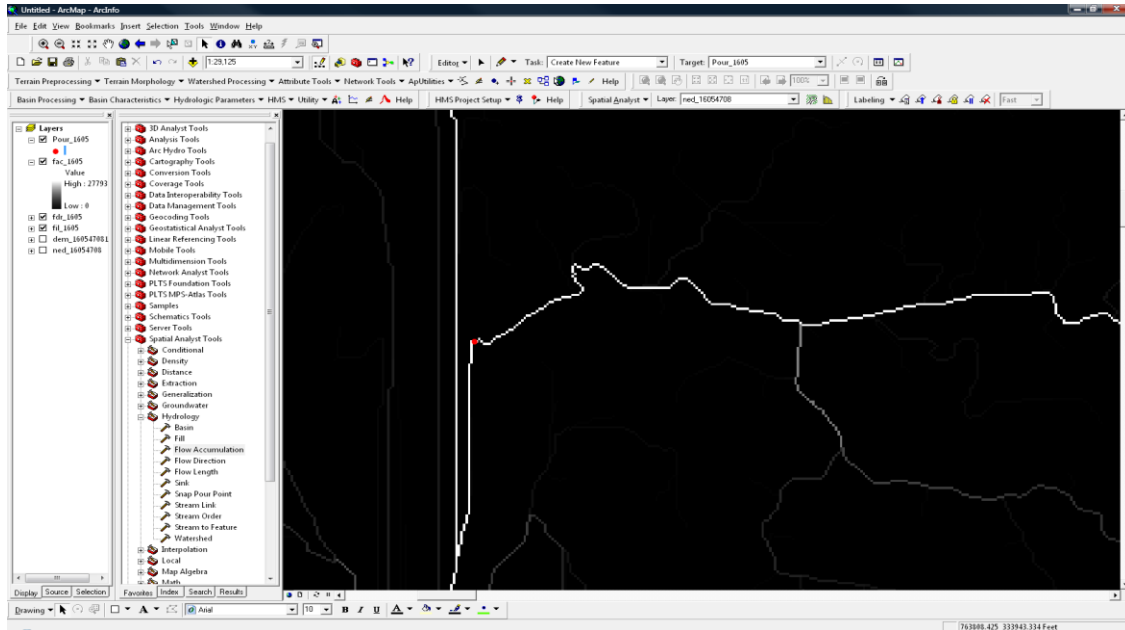 Untitled - ArcMap - ArcInfo
File Edit View Bookmarks Insert Selection Tools Window Help
1:29,125 Editor Task: Create New Feature Target: Pour_1605
Terrain Preprocessing Terrain Morphology Watershed Processing Attribute Tools Network Tools ApUtilities Help 100%
Basin Processing Basin Characteristics Hydrologic Parameters HMS Utility Help HMS Project Setup Help Spatial Analyst Layer: ned_16054708 Labeling Fast
Layers
Pour_1605
fac_1605
Value
High : 27793
Low : 0
fdr_1605
fil_1605
dem_160547081
ned_16054708
3D Analyst Tools
Analysis Tools
Arc Hydro Tools
Cartography Tools
Conversion Tools
Coverage Tools
Data Interoperability Tools
Data Management Tools
Editing Tools
Geocoding Tools
Geostatistical Analyst Tools
Linear Referencing Tools
Mobile Tools
Multidimension Tools
Network Analyst Tools
PLTS Foundation Tools
PLTS MPS-Atlas Tools
Samples
Schematics Tools
Server Tools
Spatial Analyst Tools
Conditional
Density
Distance
Extraction
Generalization
Groundwater
Hydrology
Basin
Fill
Flow Accumulation
Flow Direction
Flow Length
Sink
Snap Pour Point
Stream Link
Stream Order
Stream to Feature
Watershed
Interpolation
Local
Map Algebra
Math
Display Source Selection Favorites Index Search Results
Drawing A Arial 10 B I U A
763808.425 333943.334 Feet